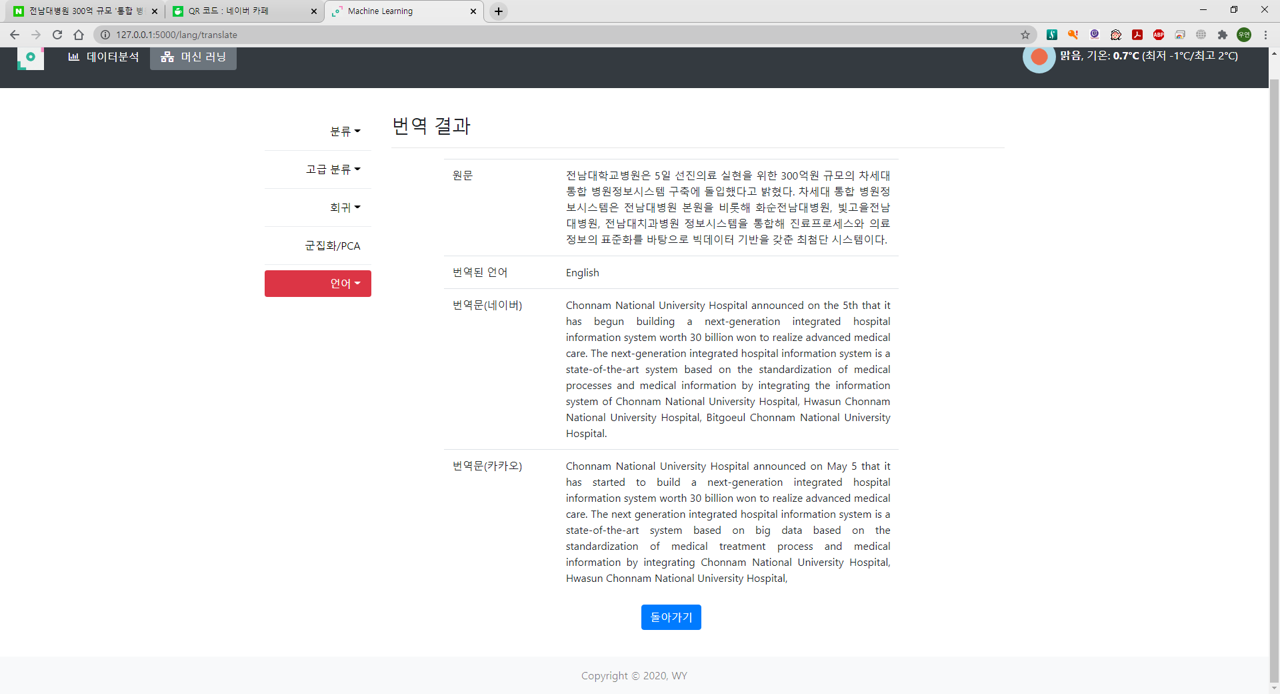 전남대병원 300억 규모 '통합 병
QR 코드 : 네이버 카페
Machine Learning
127.0.0.1:5000/lang/translate
데이터분석
머신 러닝
맑음, 기온: 0.7°C (최저 -1°C/최고 2°C)
분류
고급 분류
회귀
군집화/PCA
언어
번역 결과
원문
전남대학교병원은 5일 선진의료 실현을 위한 300억원 규모의 차세대
통합 병원정보시스템 구축에 돌입했다고 밝혔다. 차세대 통합 병원정
보시스템은 전남대병원 본원을 비롯해 화순전남대병원, 빛고을전남
대병원, 전남대치과병원 정보시스템을 통합해 진료프로세스와 의료
정보의 표준화를 바탕으로 빅데이터 기반을 갖춘 최첨단 시스템이다.
번역된 언어
English
번역문(네이버)
Chonnam National University Hospital announced on the 5th that it
has begun building a next-generation integrated hospital
information system worth 30 billion won to realize advanced medical
care. The next-generation integrated hospital information system is a
state-of-the-art system based on the standardization of medical
processes and medical information by integrating the information
system of Chonnam National University Hospital, Hwasun Chonnam
National University Hospital, Bitgoeul Chonnam National University
Hospital.
번역문(카카오)
Chonnam National University Hospital announced on May 5 that it
has started to build a next-generation integrated hospital
information system worth 30 billion won to realize advanced medical
care. The next generation integrated hospital information system is a
state-of-the-art system based on big data based on the
standardization of medical treatment process and medical
information by integrating Chonnam National University Hospital,
Hwasun Chonnam National University Hospital,
돌아가기
Copyright © 2020, WY